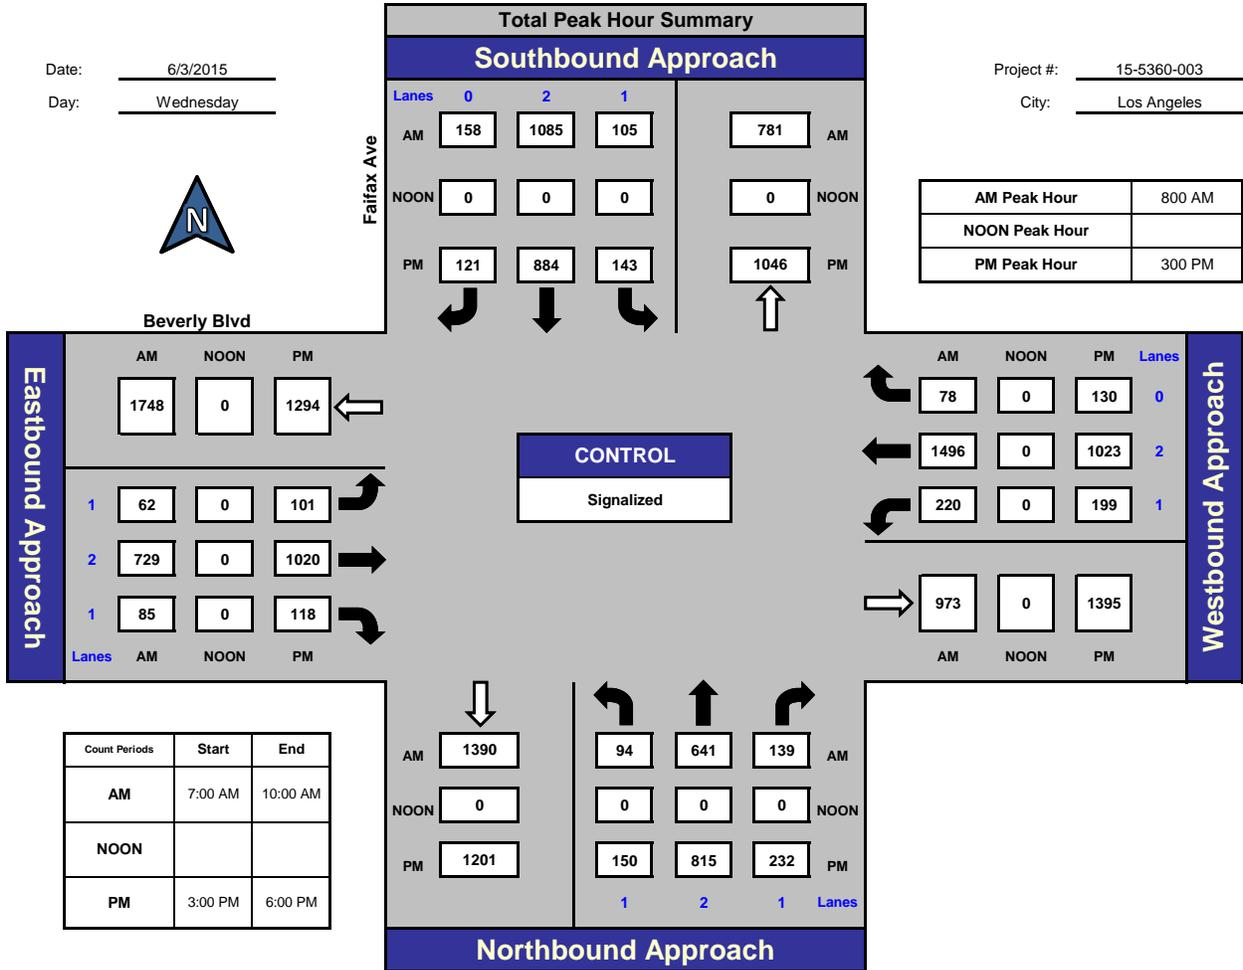 Total Peak Hour Summary
Southbound Approach
Date: 6/3/2015
Day: Wednesday
Project #: 15-5360-003
City: Los Angeles
N
Faifax Ave
Lanes 0 2 1
AM 158 1085 105 781 AM
NOON 0 0 0 0 NOON
PM 121 884 143 1046 PM
AM Peak Hour 800 AM
NOON Peak Hour
PM Peak Hour 300 PM
Beverly Blvd
Eastbound Approach
AM NOON PM
1748 0 1294
1 62 0 101
2 729 0 1020
1 85 0 118
Lanes AM NOON PM
CONTROL
Signalized
AM NOON PM Lanes
78 0 130 0
1496 0 1023 2
220 0 199 1
973 0 1395
AM NOON PM
Westbound Approach
Count Periods Start End
AM 7:00 AM 10:00 AM
NOON
PM 3:00 PM 6:00 PM
AM 1390 94 641 139 AM
NOON 0 0 0 0 NOON
PM 1201 150 815 232 PM
1 2 1 Lanes
Northbound Approach